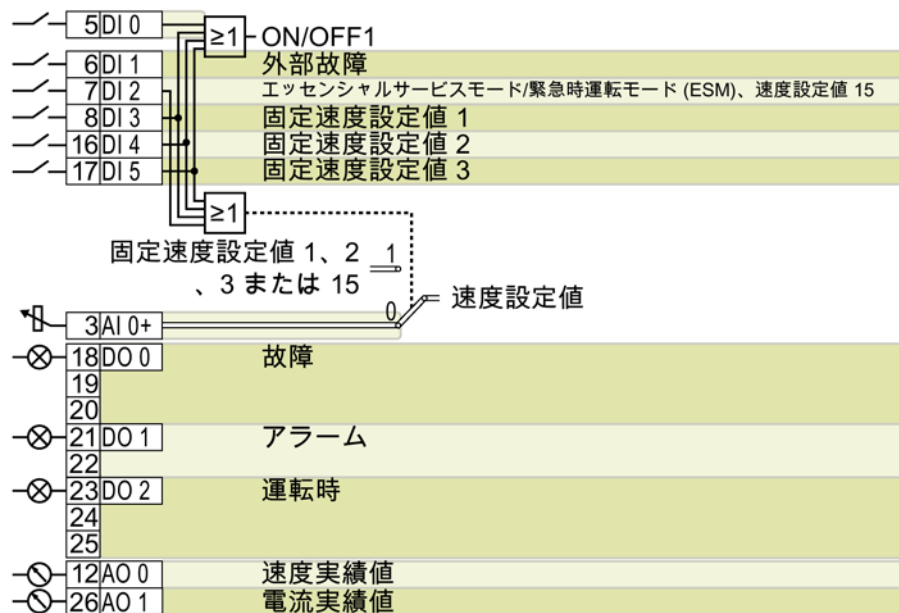 5 DI 0 ≥1 ON/OFF1
6 DI 1 外部故障
7 DI 2 エッセンシャルサービスモード/緊急時運転モード (ESM)、速度設定値 15
8 DI 3 固定速度設定値 1
16 DI 4 固定速度設定値 2
17 DI 5 固定速度設定値 3
≥1
固定速度設定値 1、2 1
、3 または 15
0 速度設定値
3 AI 0+
18 DO 0 故障
19
20
21 DO 1 アラーム
22
23 DO 2 運転時
24
25
12 AO 0 速度実績値
26 AO 1 電流実績値